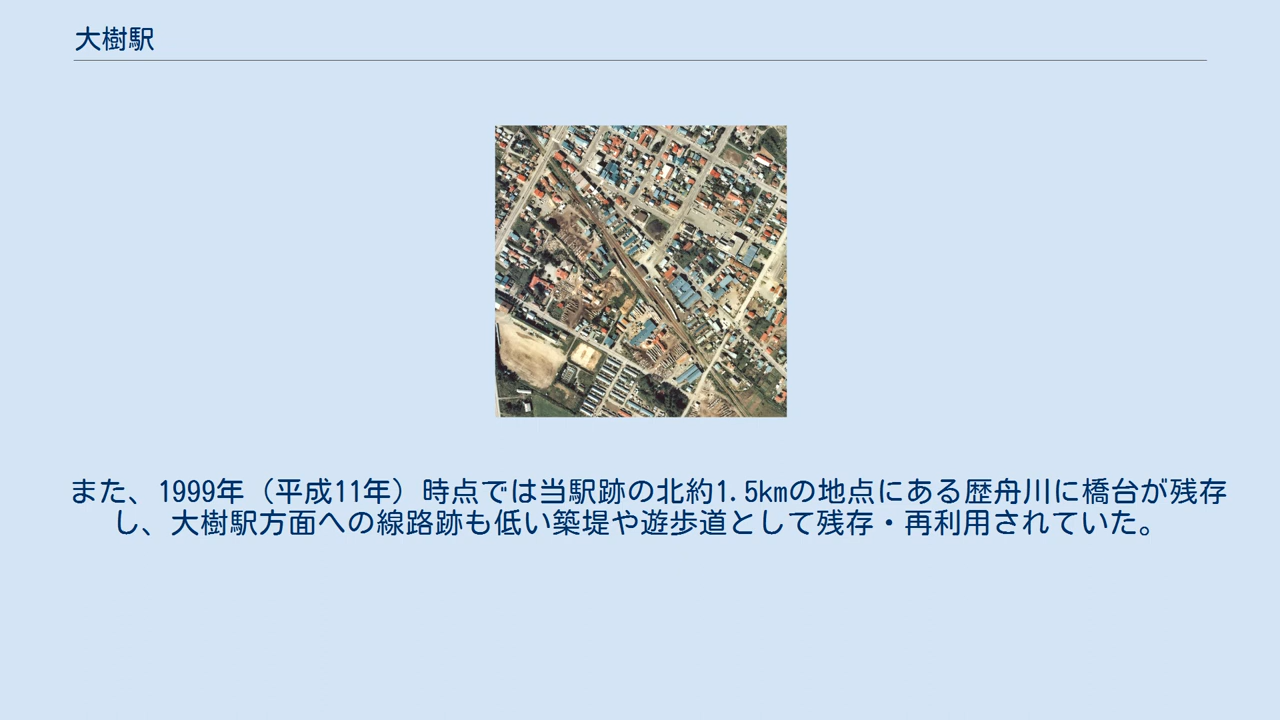 大樹駅
また、1999年（平成11年）時点では当駅跡の北約1.5kmの地点にある歴舟川に橋台が残存
し、大樹駅方面への線路跡も低い築堤や遊歩道として残存・再利用されていた。